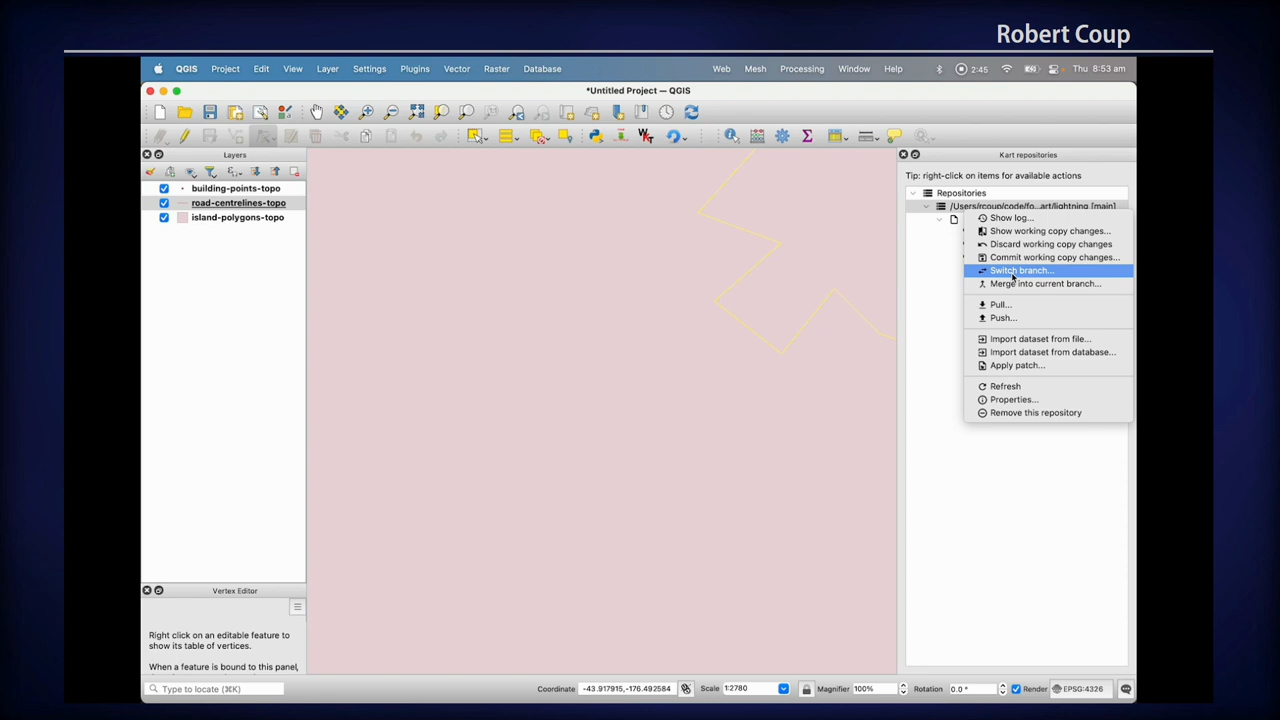 Robert Coup
QGIS Project Edit View Layer Settings Plugins Vector Raster Database Web Mesh Processing Window Help 2:45 Thu 8:53 am
*Untitled Project — QGIS
Layers
building-points-topo
road-centrelines-topo
island-polygons-topo
Vertex Editor
Right click on an editable feature to
show its table of vertices.
When a feature is bound to this panel,
Kart repositories
Tip: right-click on items for available actions
Repositories
/Users/rcoup/code/fo...art/lightning [main]
Show log...
Show working copy changes...
Discard working copy changes
Commit working copy changes...
Switch branch...
Merge into current branch...
Pull...
Push...
Import dataset from file...
Import dataset from database...
Apply patch...
Refresh
Properties...
Remove this repository
Type to locate (⌘K) Coordinate -43.917915,-176.492584 Scale 1:2780 Magnifier 100% Rotation 0.0 ° Render EPSG:4326